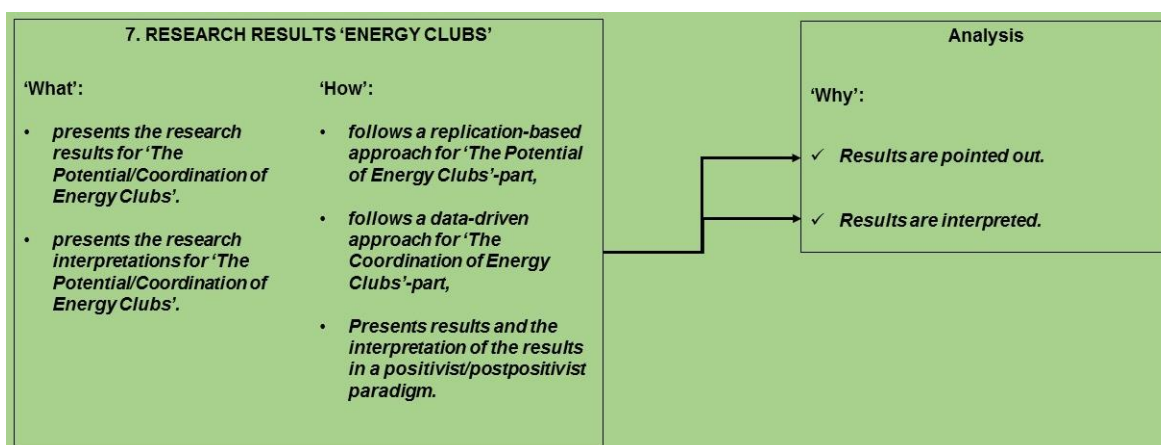 7. RESEARCH RESULTS ‘ENERGY CLUBS’
‘What’:
• presents the research
results for ‘The
Potential/Coordination of
Energy Clubs’.
• presents the research
interpretations for ‘The
Potential/Coordination of
Energy Clubs’.
‘How’:
• follows a replication-based
approach for ‘The Potential
of Energy Clubs’-part,
• follows a data-driven
approach for ‘The
Coordination of Energy
Clubs’-part,
• Presents results and the
interpretation of the results
in a positivist/postpositivist
paradigm.
Analysis
‘Why’:
✓ Results are pointed out.
✓ Results are interpreted.